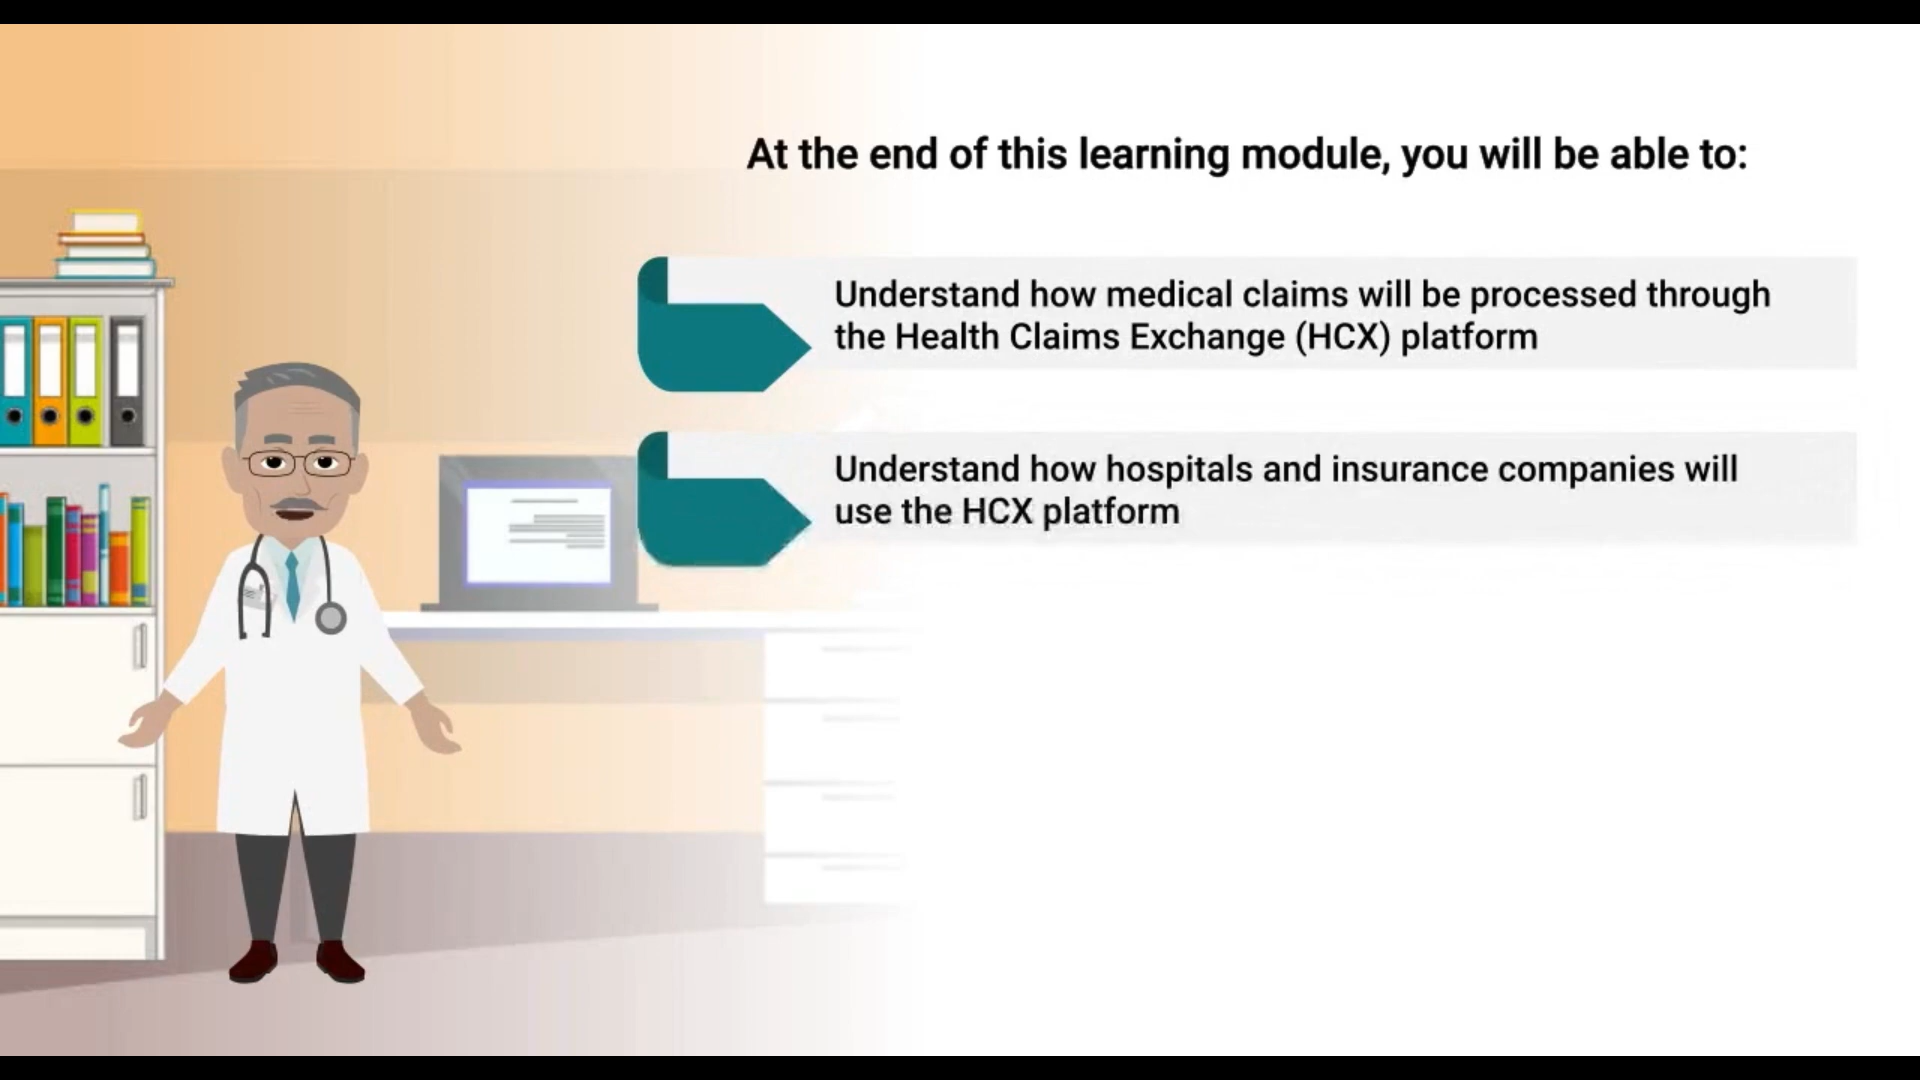 At the end of this learning module, you will be able to:
Understand how medical claims will be processed through
the Health Claims Exchange (HCX) platform
Understand how hospitals and insurance companies will
use the HCX platform